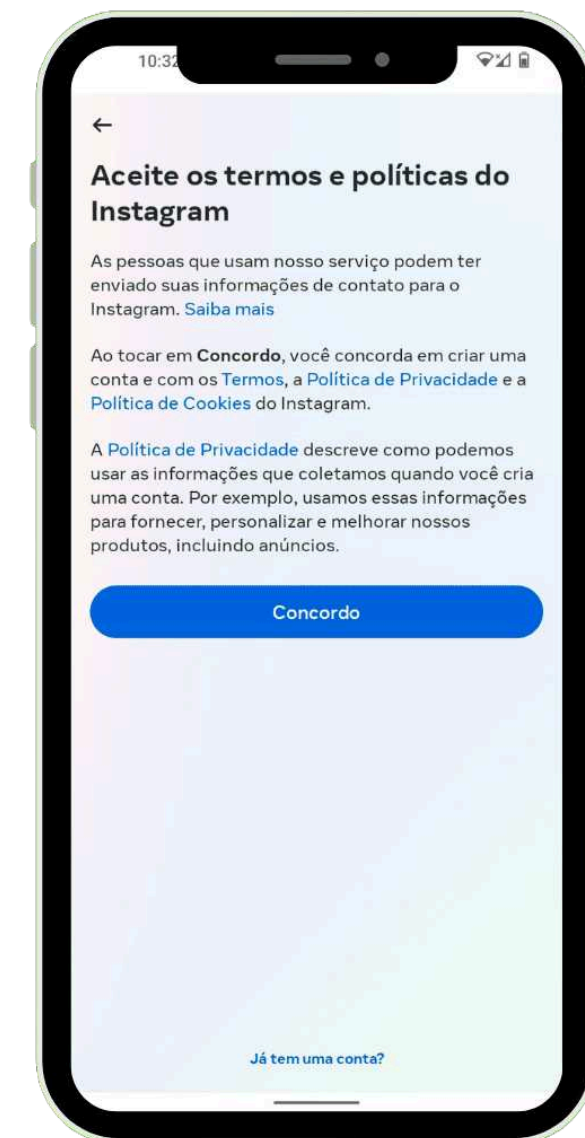 10:32
Aceite os termos e políticas do
Instagram
As pessoas que usam nosso serviço podem ter
enviado suas informações de contato para o
Instagram. Saiba mais
Ao tocar em Concordo, você concorda em criar uma
conta e com os Termos, a Política de Privacidade e a
Política de Cookies do Instagram.
A Política de Privacidade descreve como podemos
usar as informações que coletamos quando você cria
uma conta. Por exemplo, usamos essas informações
para fornecer, personalizar e melhorar nossos
produtos, incluindo anúncios.
Concordo
Já tem uma conta?